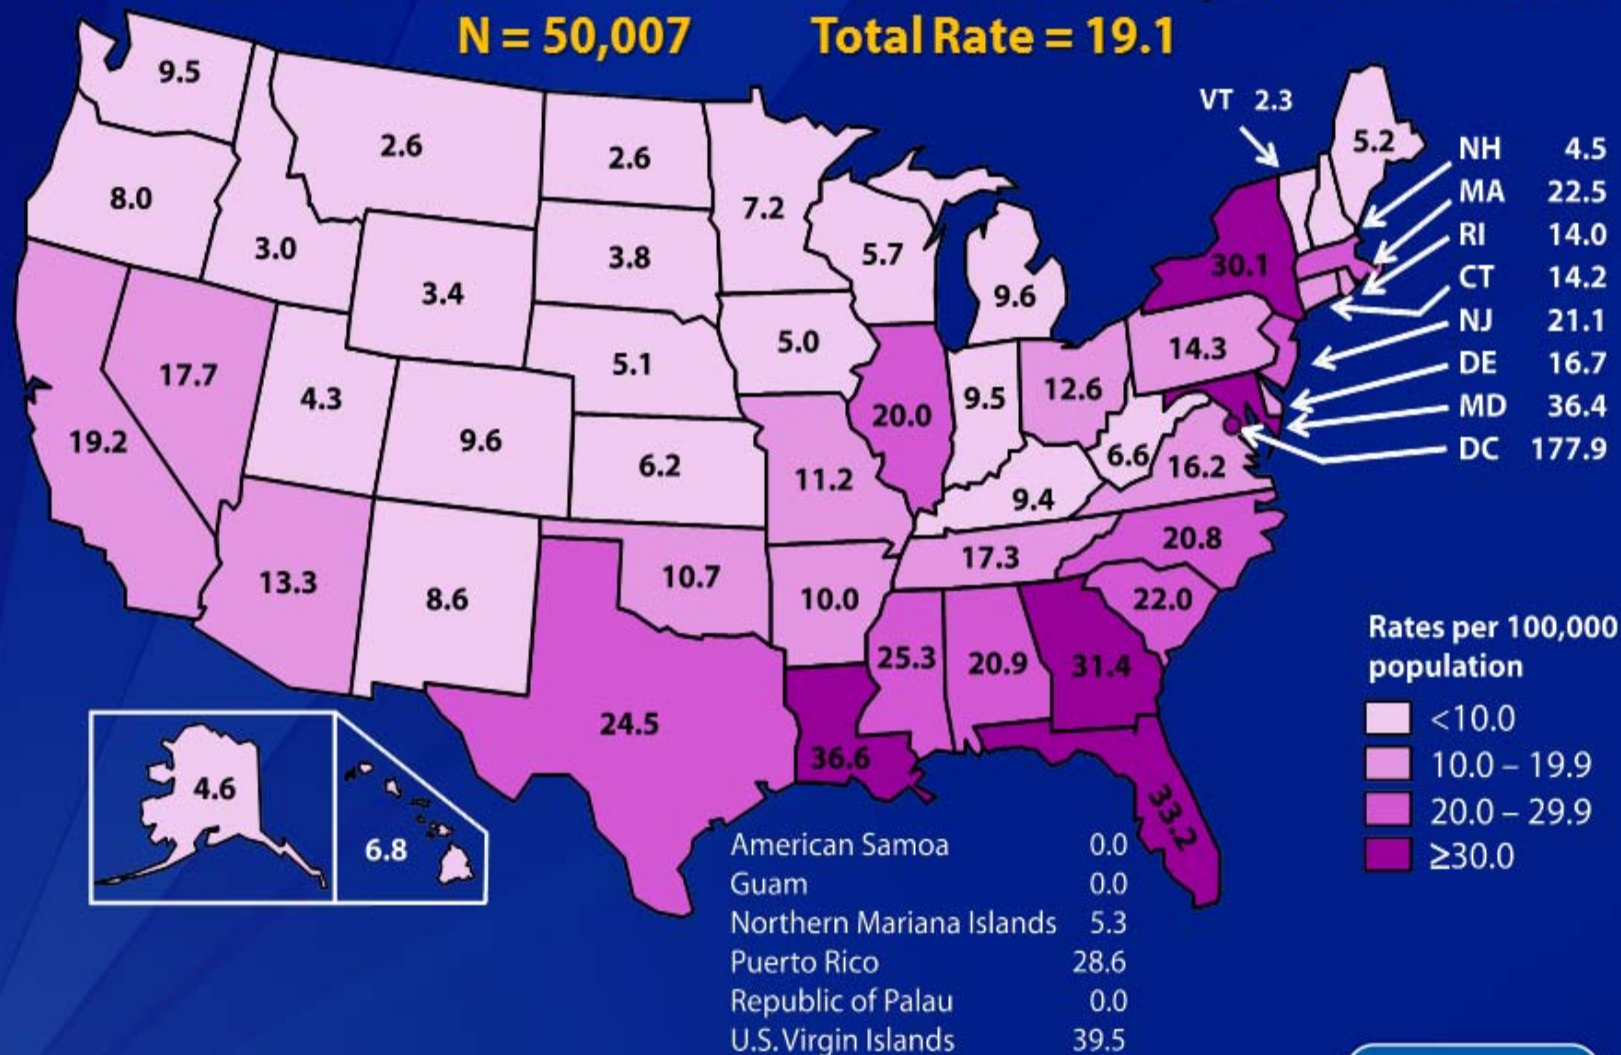 N = 50,007 Total Rate = 19.1
9.5
2.6
2.6
VT 2.3
5.2
NH 4.5
MA 22.5
RI 14.0
CT 14.2
NJ 21.1
DE 16.7
MD 36.4
DC 177.9
8.0
3.0
3.4
3.8
7.2
5.7
9.6
30.1
17.7
4.3
5.1
5.0
20.0
9.5
12.6
14.3
19.2
9.6
6.2
11.2
9.4
6.6
16.2
13.3
8.6
10.7
10.0
17.3
20.8
22.0
24.5
36.6
25.3
20.9
31.4
33.2
4.6
6.8
Rates per 100,000
population
<10.0
10.0 – 19.9
20.0 – 29.9
≥30.0
American Samoa 0.0
Guam 0.0
Northern Mariana Islands 5.3
Puerto Rico 28.6
Republic of Palau 0.0
U.S. Virgin Islands 39.5